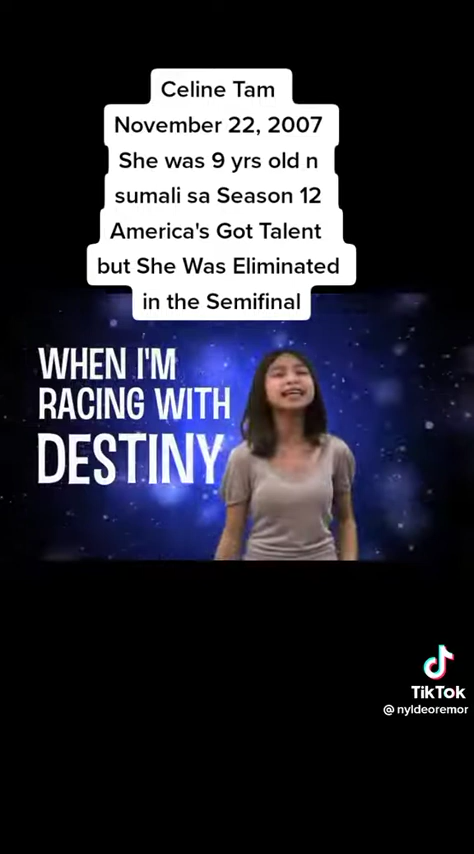 Celine Tam
November 22, 2007
She was 9 yrs old n
sumali sa Season 12
America's Got Talent
but She Was Eliminated
in the Semifinal
WHEN I'M
RACING WITH
DESTINY
TikTok
@ nyldeoremor